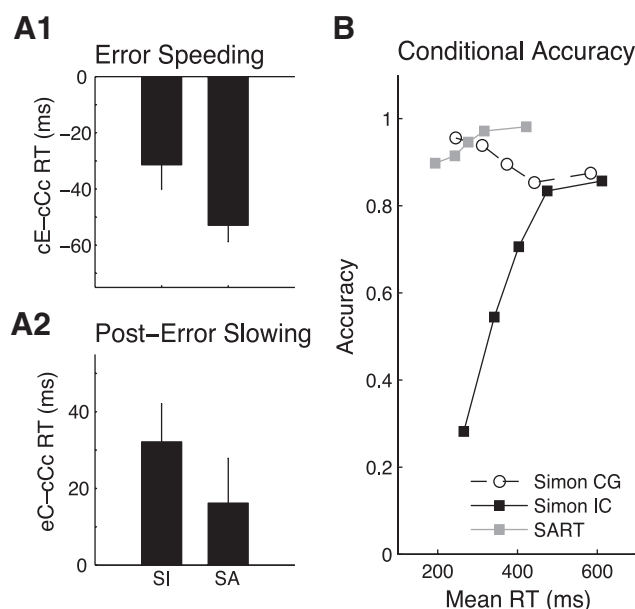 A1
Error Speeding
0
−20
−40
−60
cE−cCc RT (ms)
A2
Post−Error Slowing
40
20
0
eC−cCc RT (ms)
SI SA
B
Conditional Accuracy
1
0.8
0.6
0.4
0.2
0
Accuracy
Simon CG
Simon IC
SART
200 400 600
Mean RT (ms)